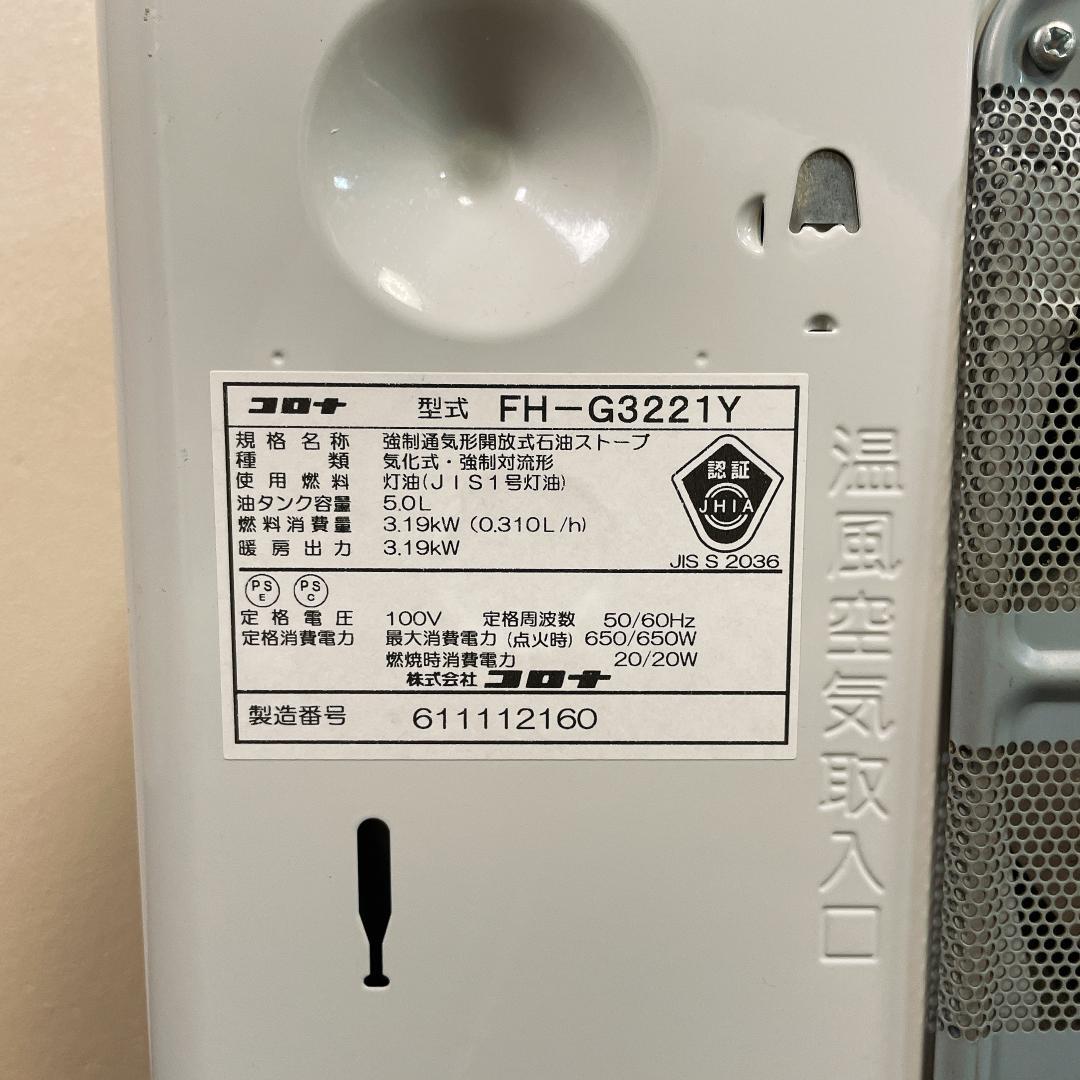 コロナ 型式 FH-G3221Y
規格名称 強制通気形開放式石油ストーブ
種類 気化式・強制対流形
使用燃料 灯油(JIS1号灯油)
油タンク容量 5.0L
燃料消費量 3.19kW (0.310L/h)
暖房出力 3.19kW
認証
JHIA
JIS S 2036
PS E PS C
定格電圧 100V 定格周波数 50/60Hz
定格消費電力 最大消費電力 (点火時) 650/650W
燃焼時消費電力 20/20W
株式会社 コロナ
製造番号 611112160
温風空気取入口